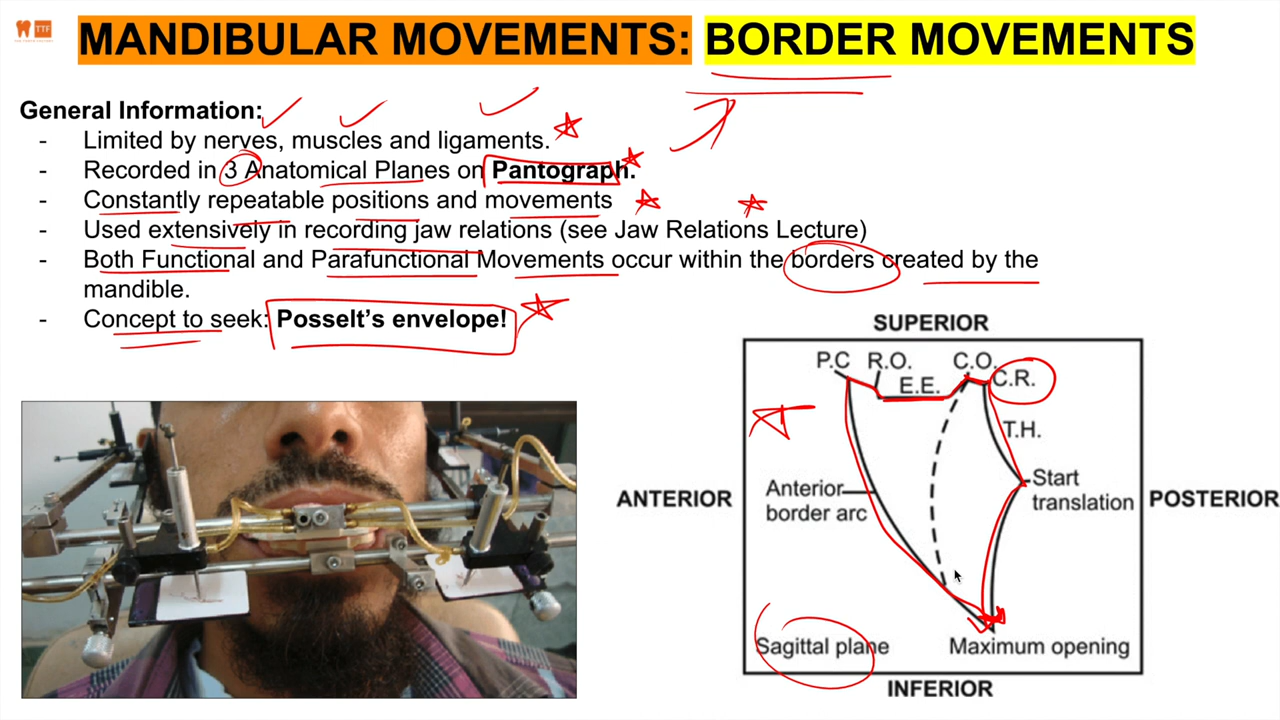 TTF
MANDIBULAR MOVEMENTS: BORDER MOVEMENTS
General Information:
- Limited by nerves, muscles and ligaments.
- Recorded in 3 Anatomical Planes on Pantograph.
- Constantly repeatable positions and movements
- Used extensively in recording jaw relations (see Jaw Relations Lecture)
- Both Functional and Parafunctional Movements occur within the borders created by the
mandible.
- Concept to seek: Posselt's envelope!
SUPERIOR
P.C R.O. C.O.
E.E. C.R.
T.H.
Start
translation
Anterior
border arc
ANTERIOR
POSTERIOR
Sagittal plane
Maximum opening
INFERIOR